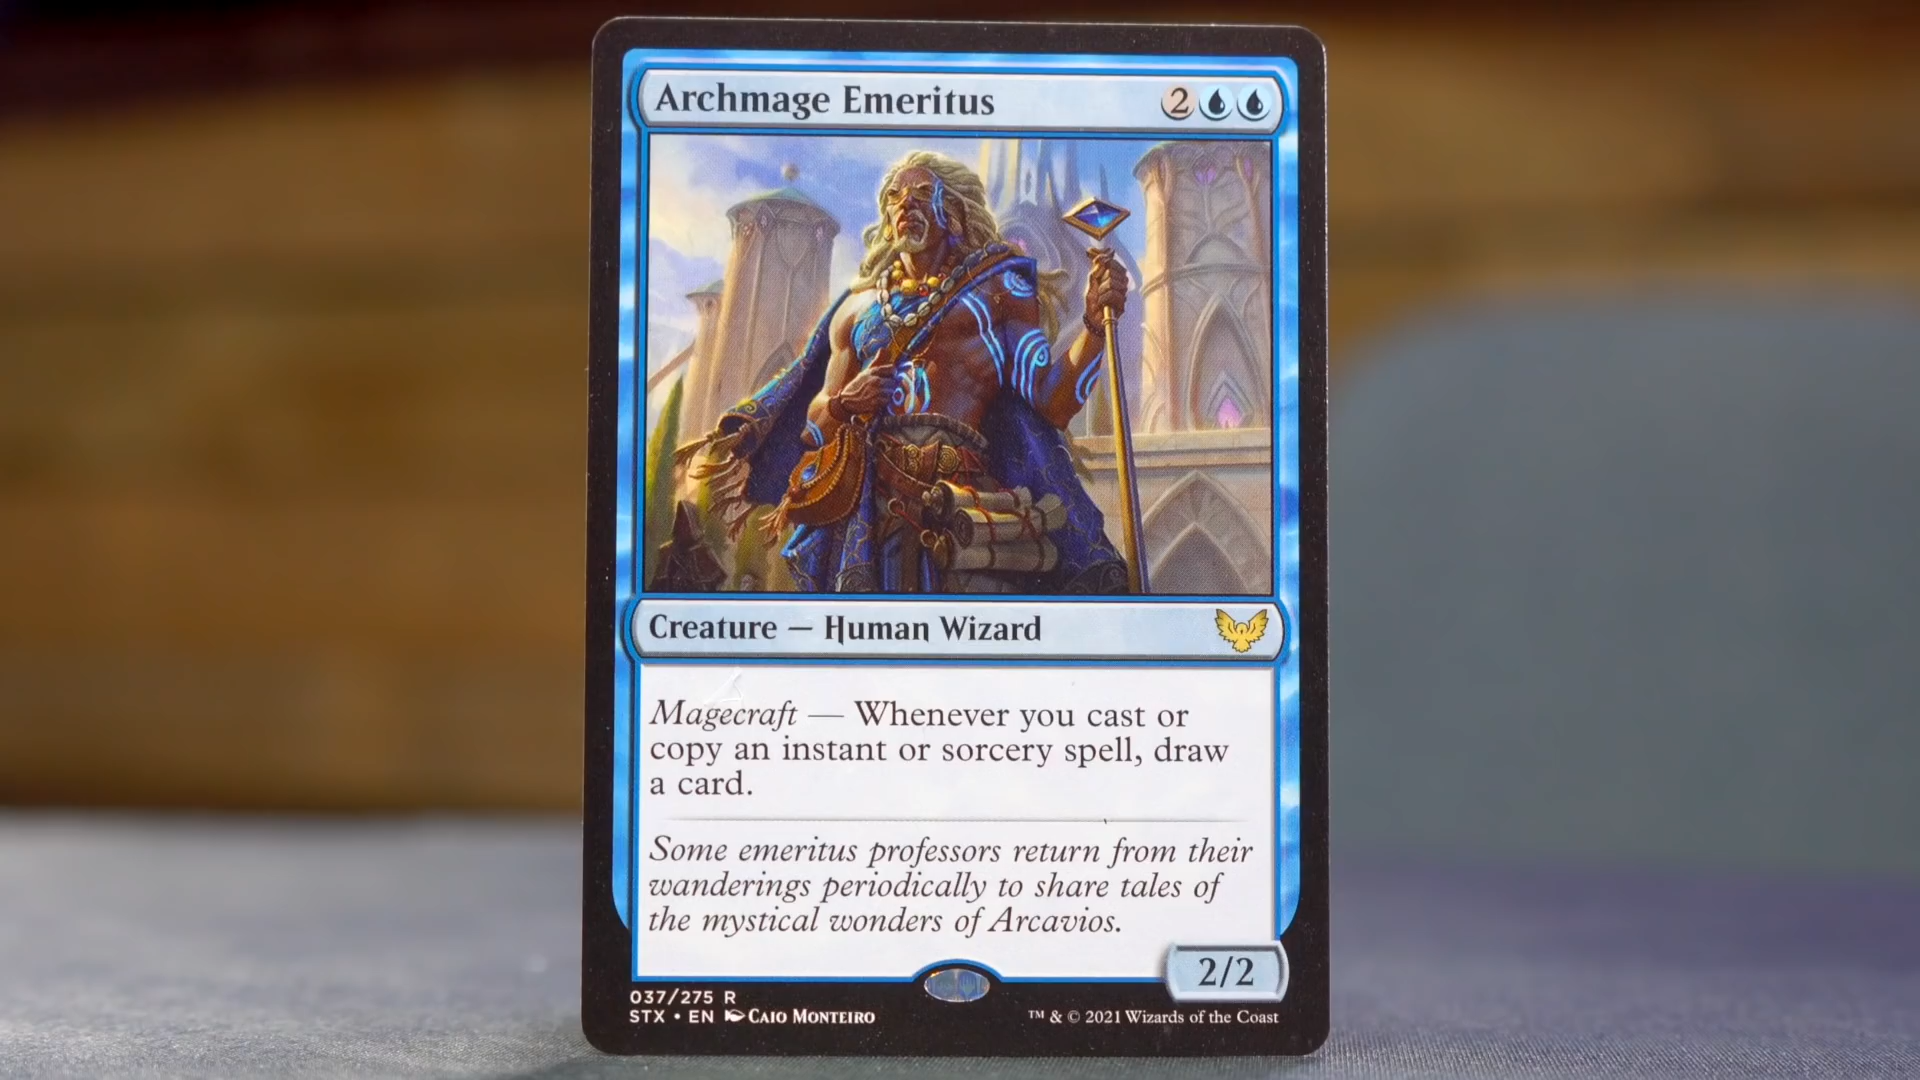 Archmage Emeritus 2
Creature — Human Wizard
Magecraft — Whenever you cast or
copy an instant or sorcery spell, draw
a card.
Some emeritus professors return from their
wanderings periodically to share tales of
the mystical wonders of Arcavios.
2/2
037/275 R
STX • EN Caio Monteiro
™ & © 2021 Wizards of the Coast